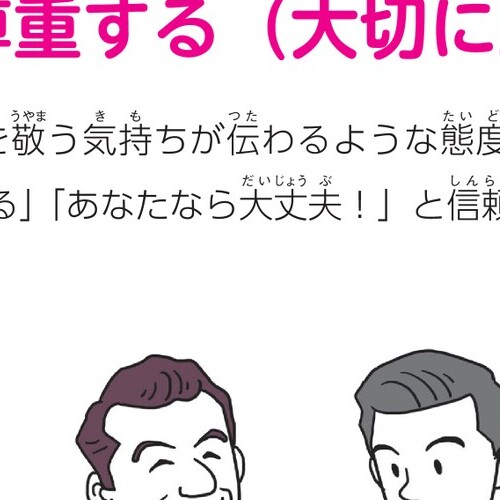 尊重する（大切に
を敬う気持ちが伝わるような態度
る」「あなたなら大丈夫！」と信頼